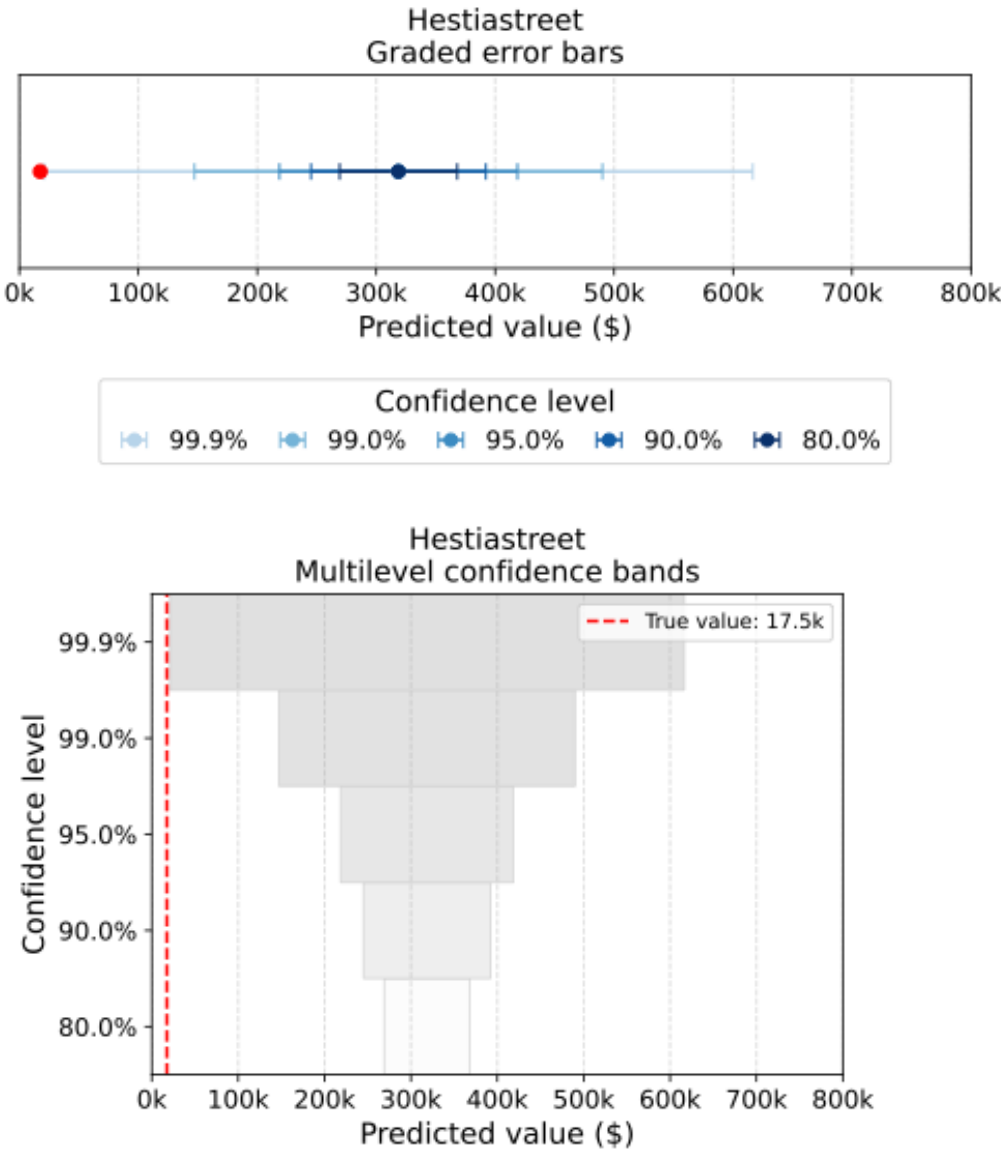 Hestiastreet
Graded error bars
0k 100k 200k 300k 400k 500k 600k 700k 800k
Predicted value ($)
Confidence level
99.9% 99.0% 95.0% 90.0% 80.0%
Hestiastreet
Multilevel confidence bands
True value: 17.5k
99.9%
99.0%
95.0%
90.0%
80.0%
Confidence level
0k 100k 200k 300k 400k 500k 600k 700k 800k
Predicted value ($)